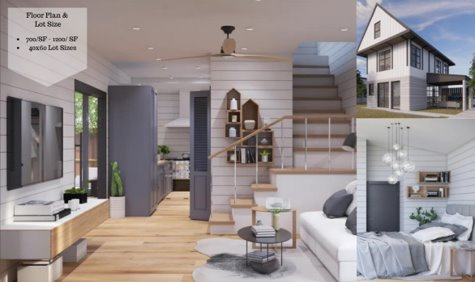 Floor Plan &
Lot Size
• 700/SF - 1200/ SF
• 40x60 Lot Sizes